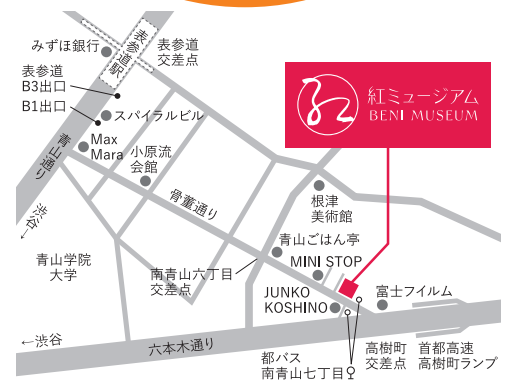 みずほ銀行
表参道駅
表参道
交差点
表参道
B3出口
B1出口
スパイラルビル
Max
Mara
小原流
会館
青山通り
骨董通り
紅ミュージアム
BENI MUSEUM
根津
美術館
渋谷
↓
青山学院
大学
青山ごはん亭
南青山六丁目
交差点
MINI STOP
JUNKO
KOSHINO
富士フイルム
←渋谷
六本木通り
都バス
南青山七丁目
高樹町
交差点
首都高速
高樹町ランプ